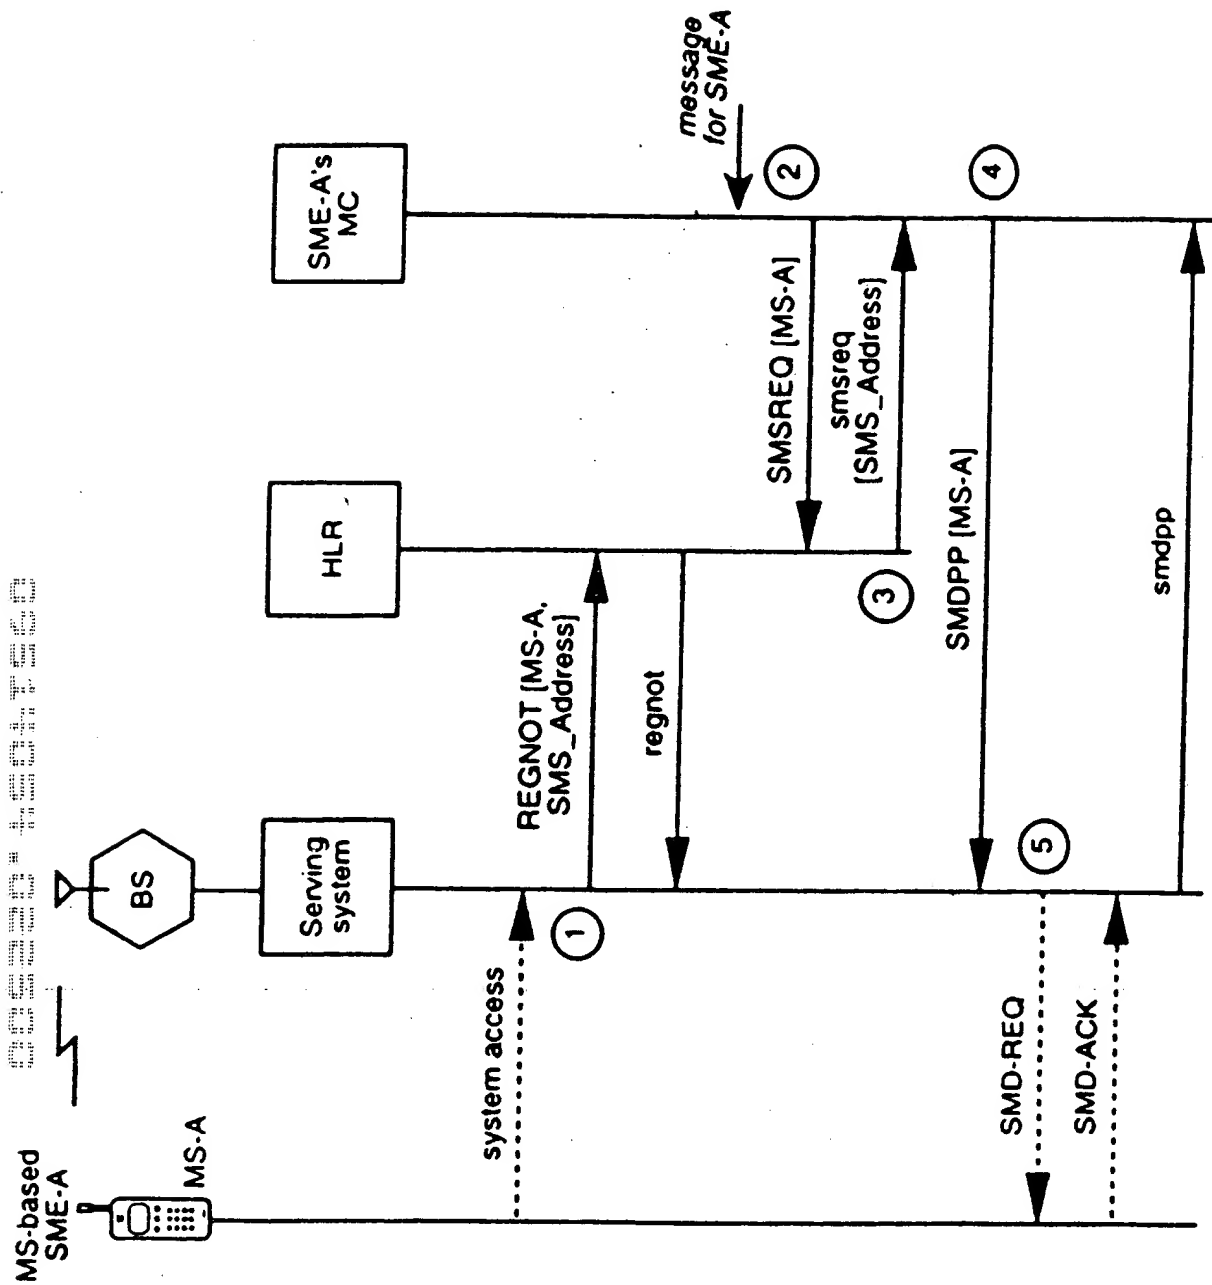 MS-based
SME-A
MS-A
BS
Serving
system
HLR
SME-A's
MC
system access
1
REGNOT [MS-A,
SMS_Address]
regnot
message
for SME-A
2
SMSREQ [MS-A]
3
smsreq
[SMS_Address]
4
SMDPP [MS-A]
5
SMD-REQ
SMD-ACK
smdpp